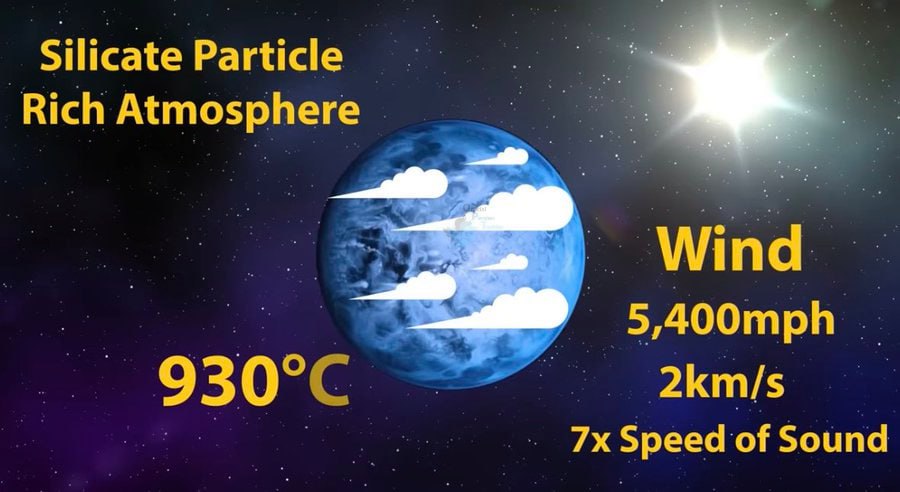 Silicate Particle
Rich Atmosphere
Wind
5,400mph
2km/s
7x Speed of Sound
930°C